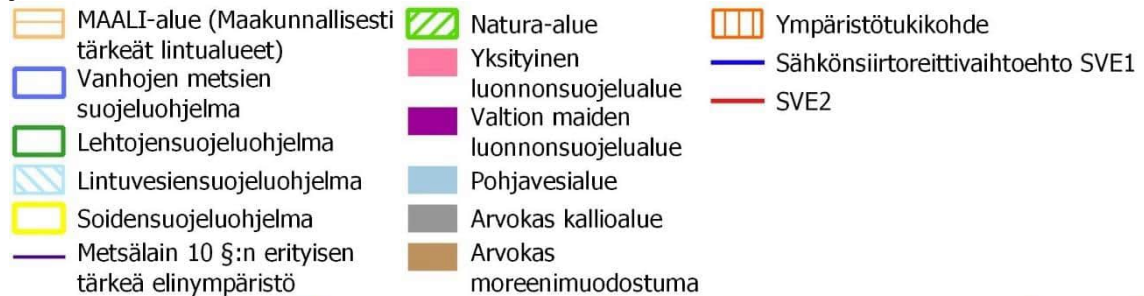 MAALI-alue (Maakunnallisesti
tärkeät lintualueet)
Vanhojen metsien
suojeluohjelma
Lehtojensuojeluohjelma
Lintuvesiensuojeluohjelma
Soidensuojeluohjelma
Metsälain 10 §:n erityisen
tärkeä elinympäristö
Natura-alue
Yksityinen
luonnonsuojelualue
Valtion maiden
luonnonsuojelualue
Pohjavesialue
Arvokas kallioalue
Arvokas
moreenimuodostuma
Ympäristötukikohde
Sähkönsiirtoreittivaihtoehto SVE1
SVE2